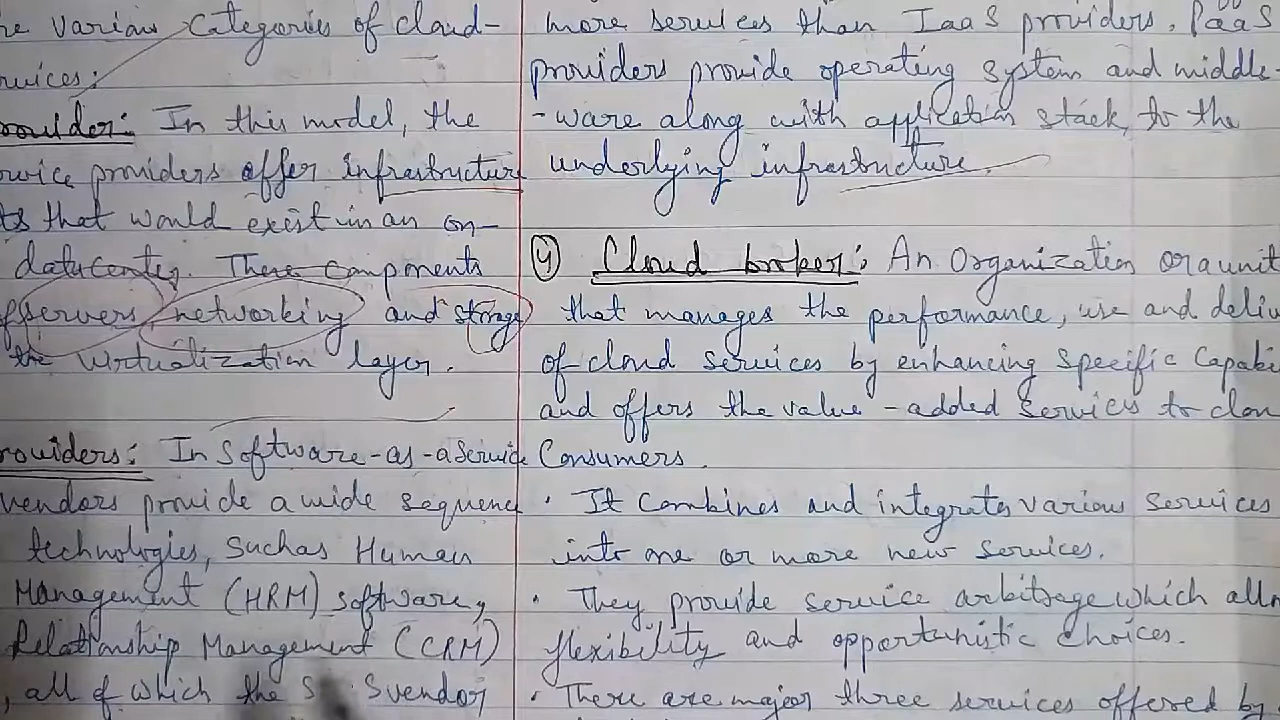 re various Categories of cloud-
rvices:
rovider: In this model, the
rvice providers offer infrastructure
ts that would exist in an on-
datacenter. These components
servers, networking and storage
the virtualization layer.
roviders: In Software-as-a Service
vendors provide a wide sequence
technologies, such as Human
Management (HRM) software,
Relationship Management (CRM)
, all of which the S S vendor
more services than IaaS providers. PaaS
providers provide operating system and middle-
-ware along with application stack, to the
underlying infrastructure.
④ Cloud broker: An Organization or a unit
that manages the performance, use and deliv
of cloud services by enhancing specific Capabi
and offers the value-added services to clou
Consumers.
• It Combines and integrates various services
into one or more new services.
• They provide service arbitrage which all
flexibility and opportunistic choices.
• There are major three services offered by